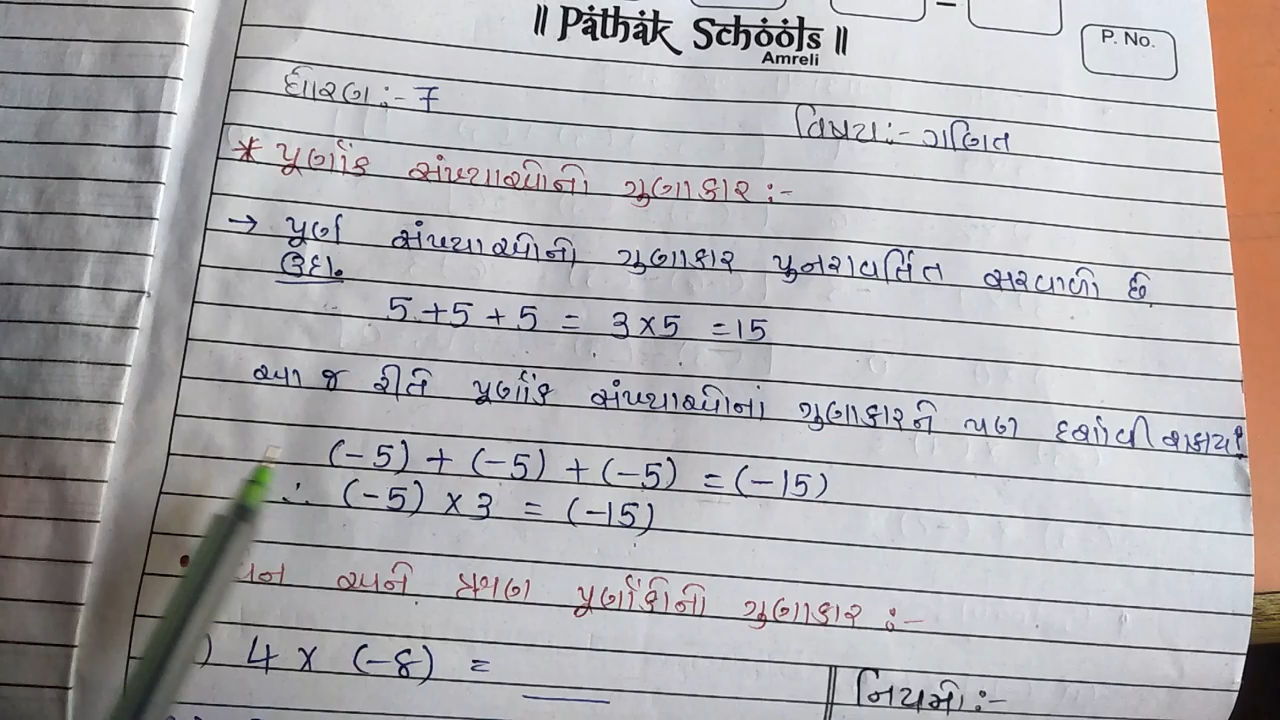 ॥ Pathak Schools ॥
Amreli
P. No.
ધોરણ :- 7
વિષય :- ગણિત
* પૂર્ણાંક સંખ્યાઓનો ગુણાકાર :-
→ પૂર્ણ સંખ્યાઓનો ગુણાકાર પુનરાવર્તિત સરવાળો છે
ઉદા.
5 + 5 + 5 = 3 × 5 = 15
આ જ રીતે પૂર્ણાંક સંખ્યાઓનાં ગુણાકારને પણ દર્શાવી શકાય!
(-5) + (-5) + (-5) = (-15)
∴ (-5) × 3 = (-15)
અને ઋણ પૂર્ણાંકોનો ગુણાકાર :-
) 4 × (-8) =
નિયમો :-